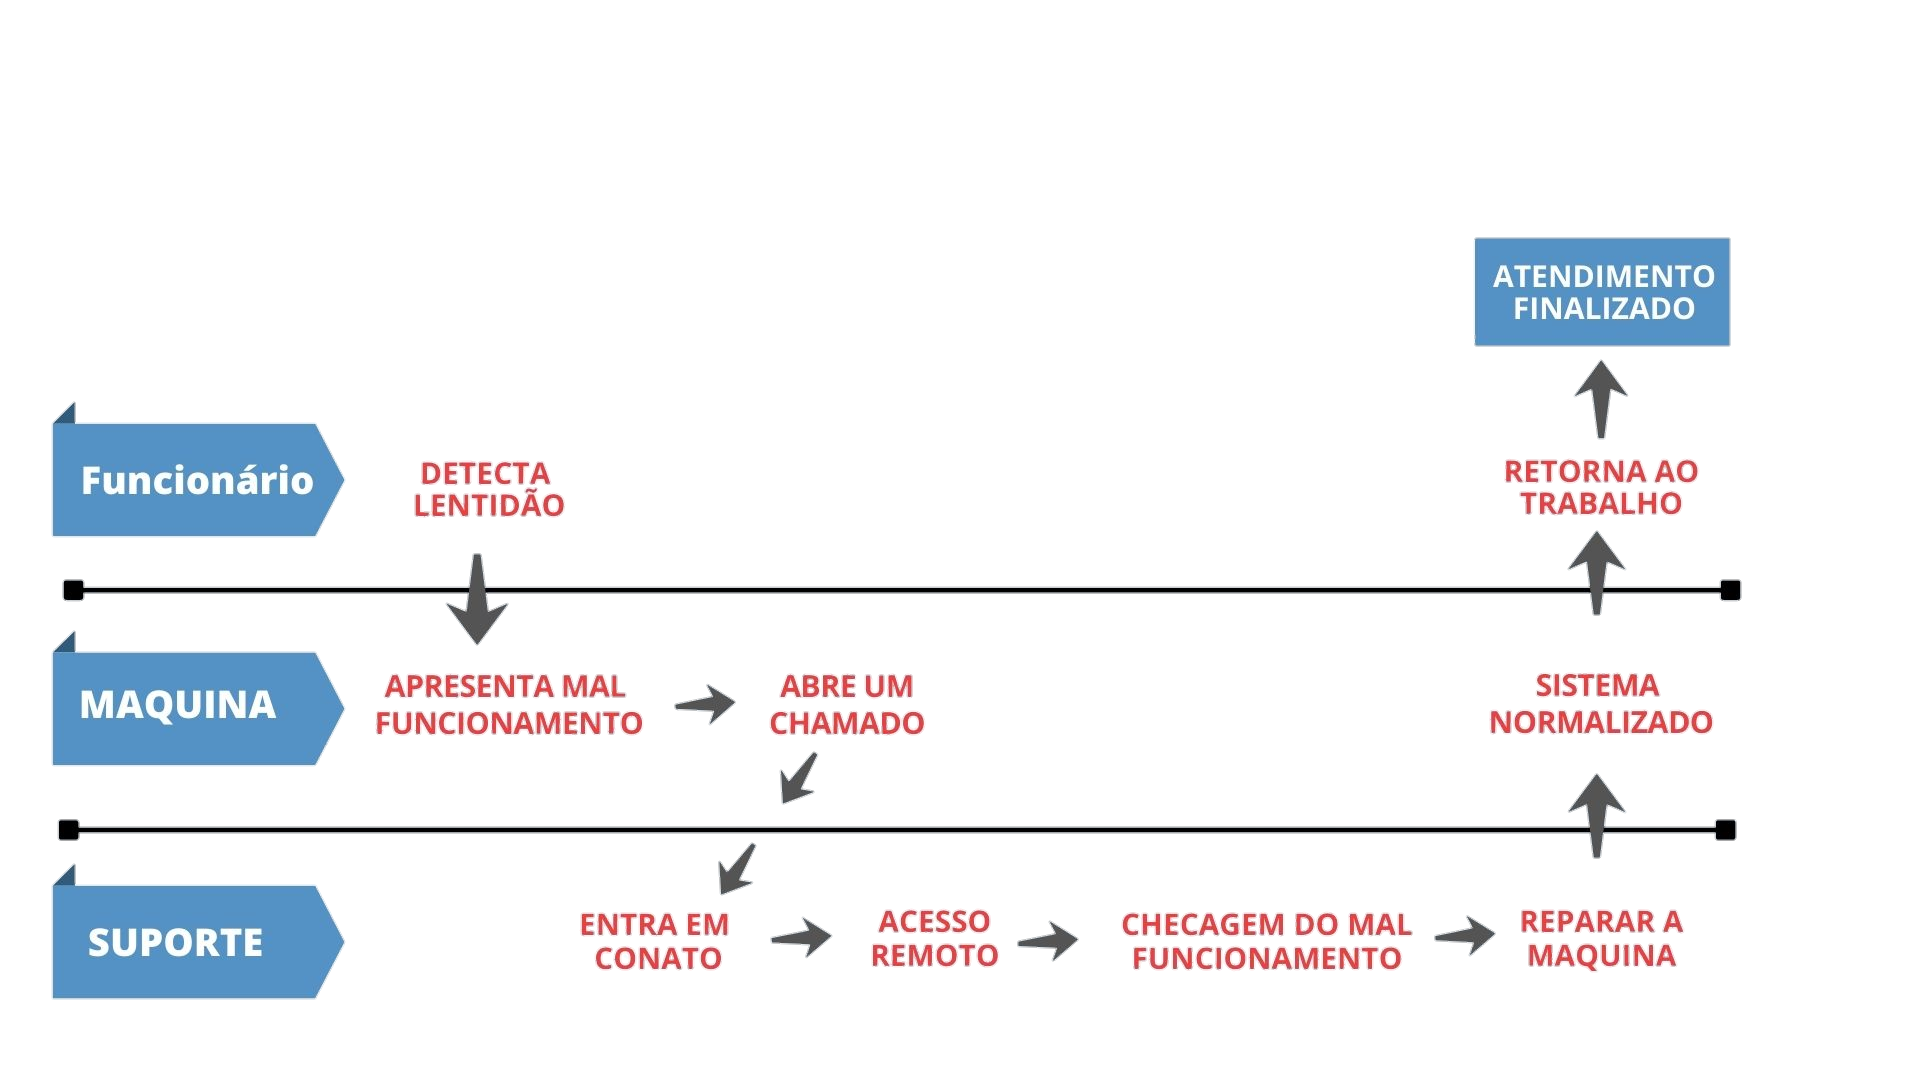 ATENDIMENTO
FINALIZADO
Funcionário
DETECTA
LENTIDÃO
RETORNA AO
TRABALHO
MAQUINA
APRESENTA MAL
FUNCIONAMENTO
ABRE UM
CHAMADO
SISTEMA
NORMALIZADO
SUPORTE
ENTRA EM
CONATO
ACESSO
REMOTO
CHECAGEM DO MAL
FUNCIONAMENTO
REPARAR A
MAQUINA